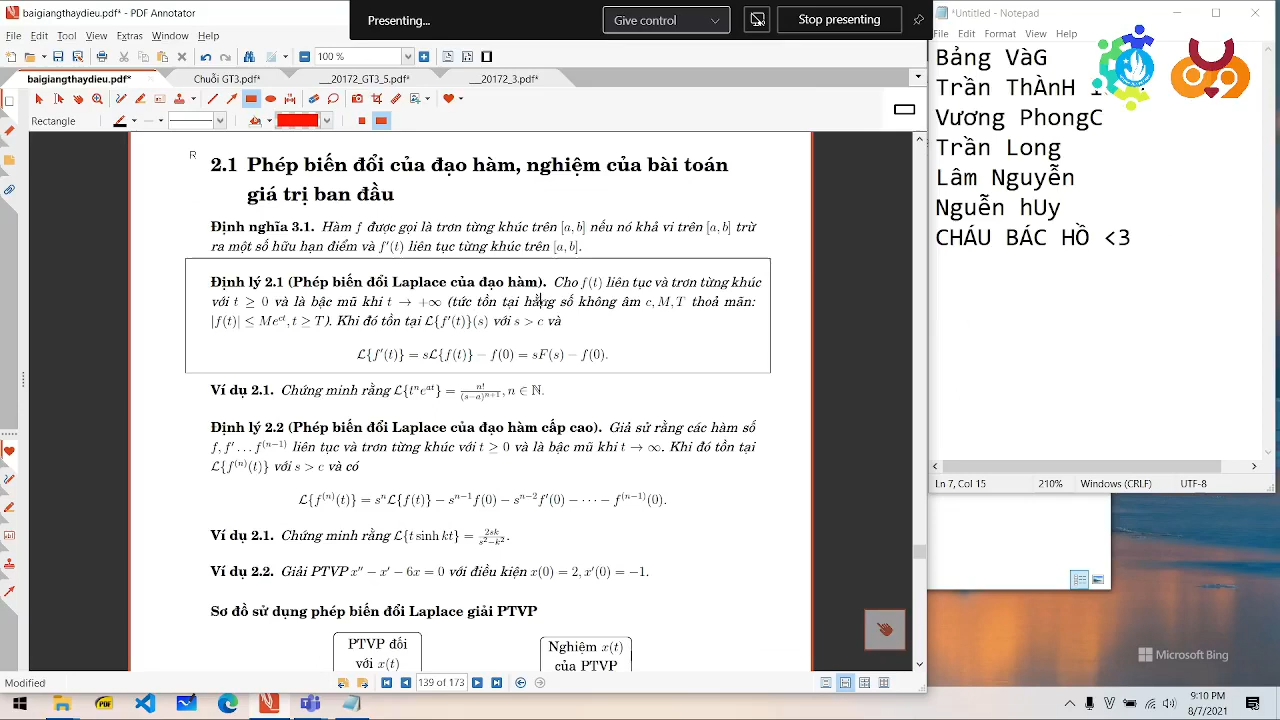 baigiangthaydieu.pdf* - PDF Annotator
Presenting...
Give control
Stop presenting
*Untitled - Notepad
File Edit Tool View Extras Window Help
File Edit Format View Help
100 %
baigiangthaydieu.pdf*
Chuỗi GT3.pdf*
__20172_GT3_5.pdf*
__20172_3.pdf*
Rectangle
R
2.1 Phép biến đổi của đạo hàm, nghiệm của bài toán
giá trị ban đầu
Định nghĩa 3.1. Hàm f được gọi là trơn từng khúc trên [a, b] nếu nó khả vi trên [a, b] trừ
ra một số hữu hạn điểm và f′(t) liên tục từng khúc trên [a, b].
Định lý 2.1 (Phép biến đổi Laplace của đạo hàm). Cho f(t) liên tục và trơn từng khúc
với t ≥ 0 và là bậc mũ khi t → +∞ (tức tồn tại hằng số không âm c, M, T thoả mãn:
|f(t)| ≤ Me^{ct}, t ≥ T). Khi đó tồn tại ℒ{f′(t)}(s) với s > c và
ℒ{f′(t)} = sℒ{f(t)} − f(0) = sF(s) − f(0).
Ví dụ 2.1. Chứng minh rằng ℒ{t^n e^{at}} = n!/(s−a)^{n+1}, n ∈ ℕ.
Định lý 2.2 (Phép biến đổi Laplace của đạo hàm cấp cao). Giả sử rằng các hàm số
f, f′ … f^{(n−1)} liên tục và trơn từng khúc với t ≥ 0 và là bậc mũ khi t → ∞. Khi đó tồn tại
ℒ{f^{(n)}(t)} với s > c và có
ℒ{f^{(n)}(t)} = s^nℒ{f(t)} − s^{n−1}f(0) − s^{n−2}f′(0) − ⋯ − f^{(n−1)}(0).
Ví dụ 2.1. Chứng minh rằng ℒ{t sinh kt} = 2sk/s²−k².
Ví dụ 2.2. Giải PTVP x″ − x′ − 6x = 0 với điều kiện x(0) = 2, x′(0) = −1.
Sơ đồ sử dụng phép biến đổi Laplace giải PTVP
PTVP đối
với x(t)
Nghiệm x(t)
của PTVP
Modified
139 of 173
Bảng VàG
Trần ThÀnH
Vương PhongC
Trần Long
Lâm Nguyễn
Nguễn hUy
CHÁU BÁC HỒ <3
Ln 7, Col 15
210%
Windows (CRLF)
UTF-8
Microsoft Bing
9:10 PM
8/7/2021